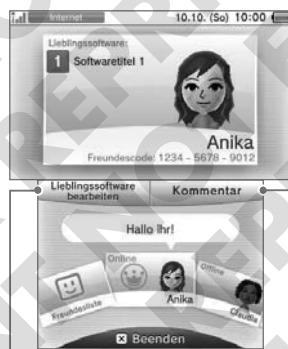 Internet 10.10. (So) 10:00
Lieblingssoftware:
1 Softwaretitel 1
Anika
Freundescode: 1234 - 5678 - 9012
Lieblingssoftware
bearbeiten
Kommentar
Hallo Ihr!
Online
Offline
Freundesliste
Anika
Claudia
X Beenden